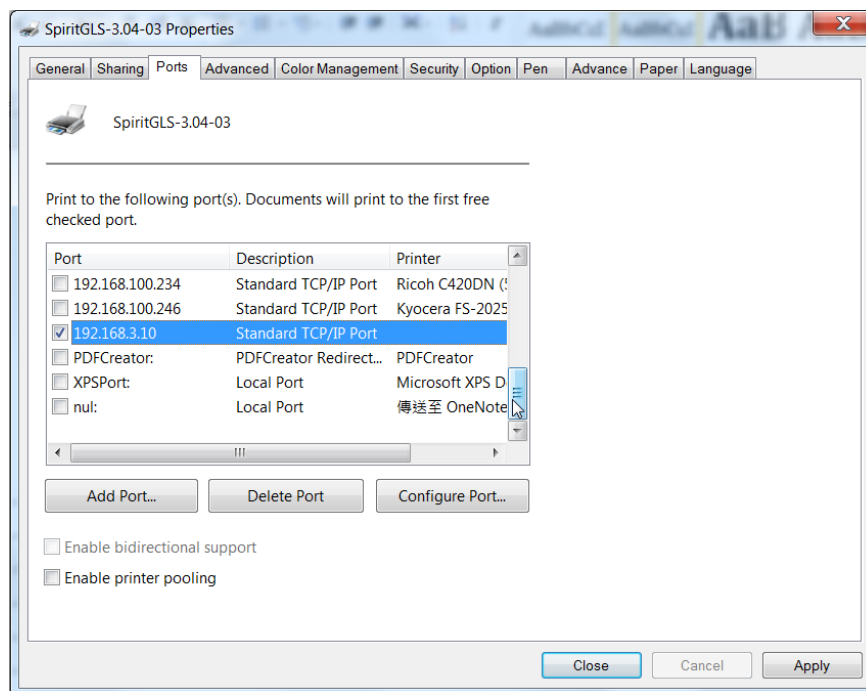 SpiritGLS-3.04-03 Properties
AaBbCcI AaBbCcI AaB
General Sharing Ports Advanced Color Management Security Option Pen Advance Paper Language
SpiritGLS-3.04-03
Print to the following port(s). Documents will print to the first free
checked port.
Port Description Printer
192.168.100.234 Standard TCP/IP Port Ricoh C420DN (
192.168.100.246 Standard TCP/IP Port Kyocera FS-2025
192.168.3.10 Standard TCP/IP Port
PDFCreator: PDFCreator Redirect... PDFCreator
XPSPort: Local Port Microsoft XPS D
nul: Local Port 傳送至 OneNote
Add Port... Delete Port Configure Port...
Enable bidirectional support
Enable printer pooling
Close Cancel Apply